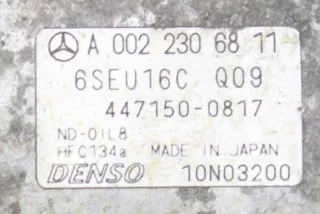 A 002 230 68 11
6SEU16C Q09
447150-0817
ND-OIL8
HFC134a MADE IN JAPAN
DENSO 10N03200